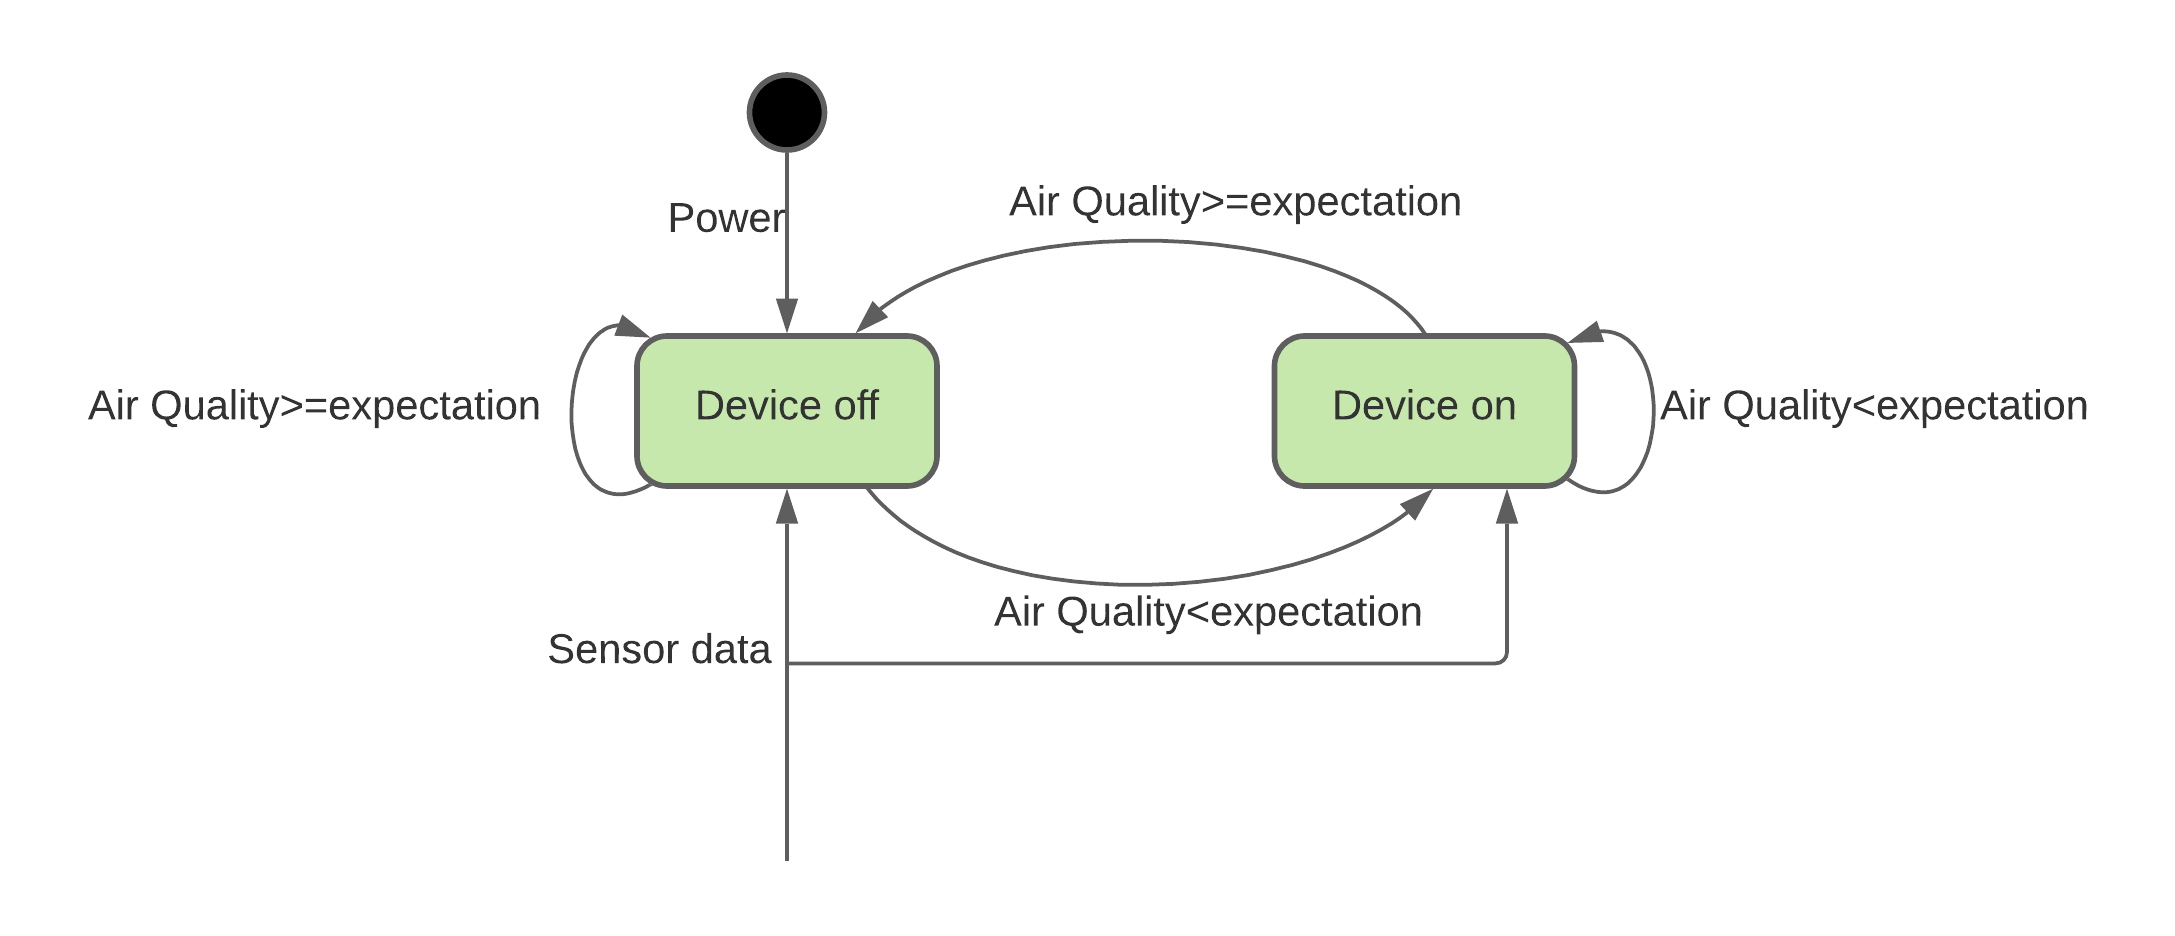 Power
Air Quality>=expectation
Air Quality>=expectation
Device off
Device on
Air Quality<expectation
Air Quality<expectation
Sensor data